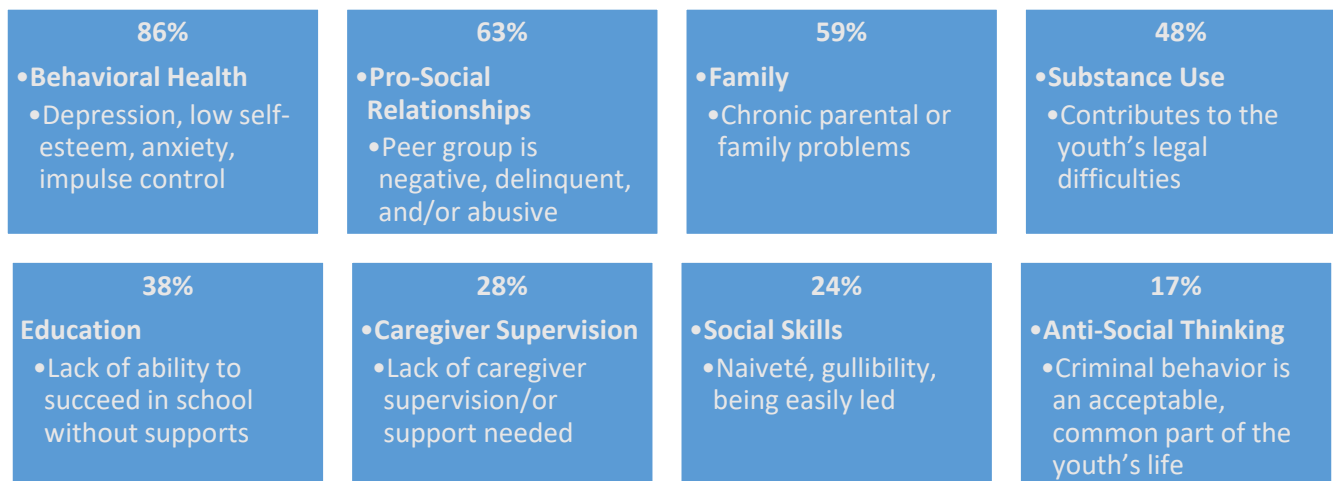 86%
•Behavioral Health
•Depression, low self-
esteem, anxiety,
impulse control
63%
•Pro-Social
Relationships
•Peer group is
negative, delinquent,
and/or abusive
59%
•Family
•Chronic parental or
family problems
48%
•Substance Use
•Contributes to the
youth’s legal
difficulties
38%
Education
•Lack of ability to
succeed in school
without supports
28%
•Caregiver Supervision
•Lack of caregiver
supervision/or
support needed
24%
•Social Skills
•Naiveté, gullibility,
being easily led
17%
•Anti-Social Thinking
•Criminal behavior is
an acceptable,
common part of the
youth’s life